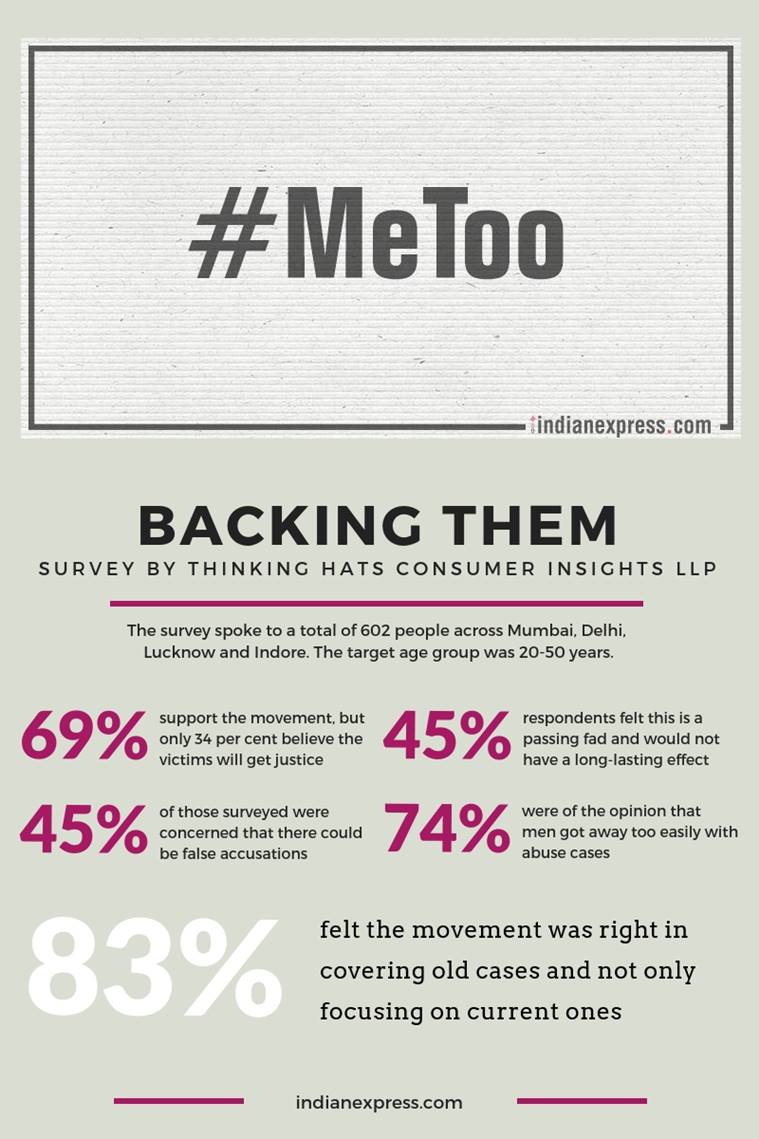 #MeToo
indianexpress.com
BACKING THEM
SURVEY BY THINKING HATS CONSUMER INSIGHTS LLP
The survey spoke to a total of 602 people across Mumbai, Delhi,
Lucknow and Indore. The target age group was 20-50 years.
69%
support the movement, but
only 34 per cent believe the
victims will get justice
45%
respondents felt this is a
passing fad and would not
have a long-lasting effect
45%
of those surveyed were
concerned that there could
be false accusations
74%
were of the opinion that
men got away too easily with
abuse cases
83%
felt the movement was right in
covering old cases and not only
focusing on current ones
indianexpress.com